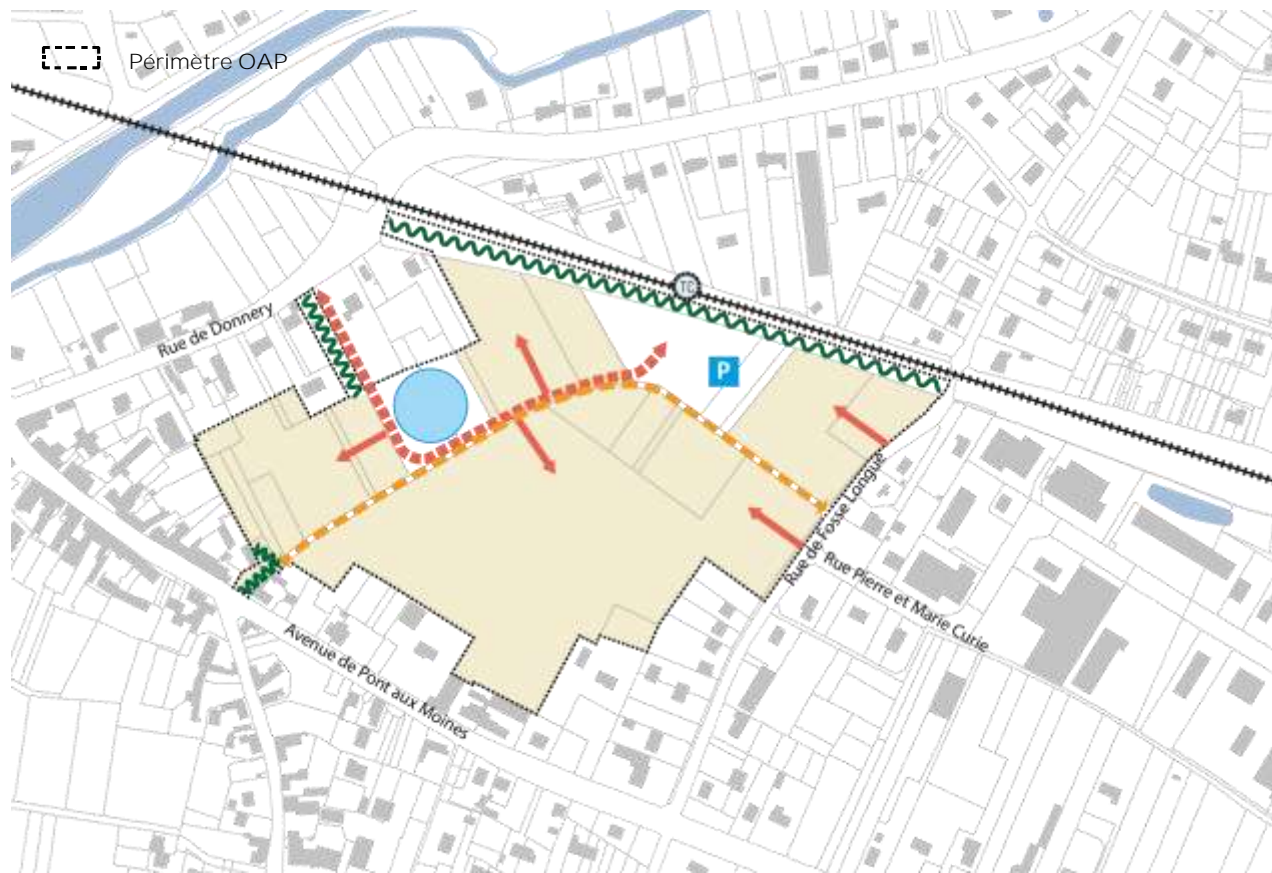 Périmètre OAP
TC
Rue de Donnery
P
Rue de Fosse Longue
Rue Pierre et Marie Curie
Avenue de Pont aux Moines